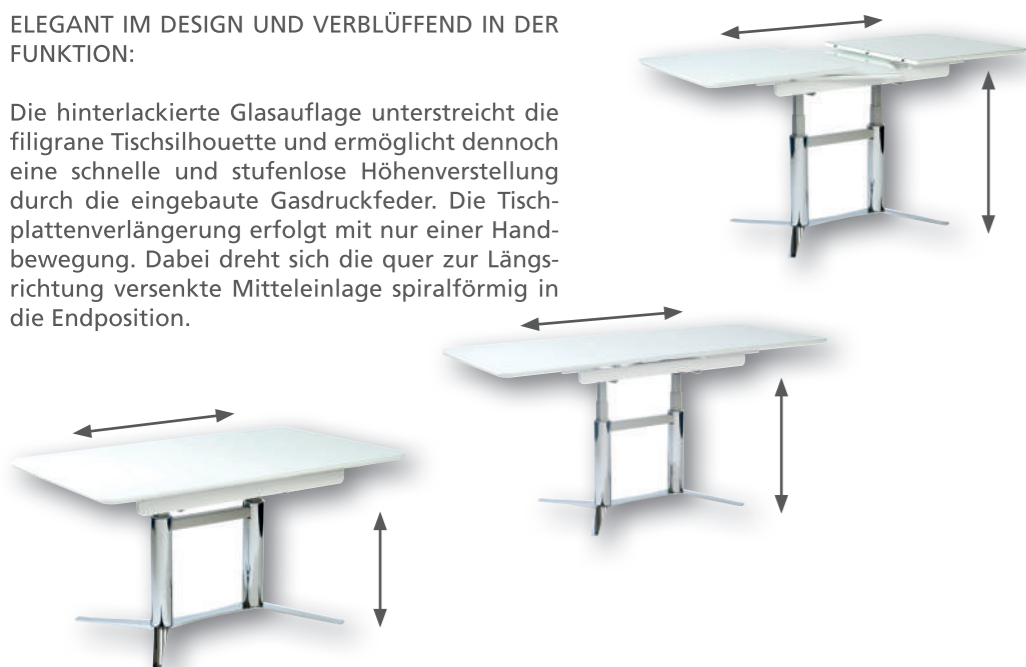 ELEGANT IM DESIGN UND VERBLÜFFEND IN DER
FUNKTION:
Die hinterlackierte Glasauflage unterstreicht die
filigrane Tischsilhouette und ermöglicht dennoch
eine schnelle und stufenlose Höhenverstellung
durch die eingebaute Gasdruckfeder. Die Tisch-
plattenverlängerung erfolgt mit nur einer Hand-
bewegung. Dabei dreht sich die quer zur Längs-
richtung versenkte Mitteleinlage spiralförmig in
die Endposition.